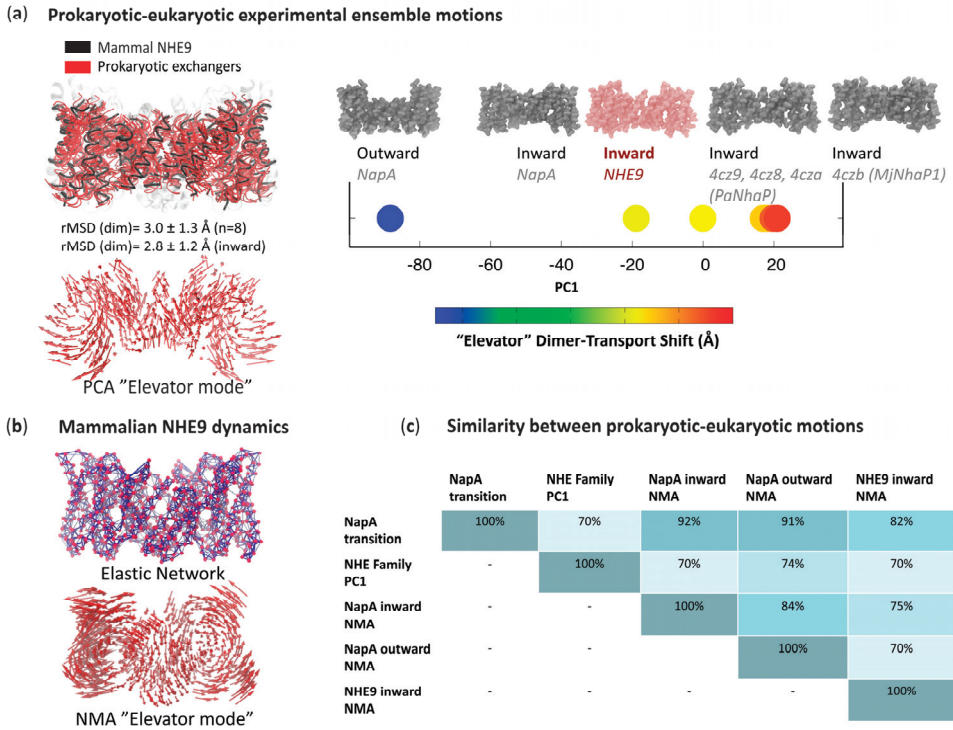 (a) Prokaryotic-eukaryotic experimental ensemble motions
Mammal NHE9
Prokaryotic exchangers
rMSD (dim)= 3.0 ± 1.3 Å (n=8)
rMSD (dim)= 2.8 ± 1.2 Å (inward)
PCA ”Elevator mode”
Outward Inward Inward Inward Inward
NapA NapA NHE9 4cz9, 4cz8, 4cza 4czb (MjNhaP1)
(PaNhaP)
-80 -60 -40 -20 0 20
PC1
“Elevator” Dimer-Transport Shift (Å)
(b) Mammalian NHE9 dynamics
Elastic Network
NMA ”Elevator mode”
(c) Similarity between prokaryotic-eukaryotic motions
NapA NHE Family NapA inward NapA outward NHE9 inward
transition PC1 NMA NMA NMA
NapA
transition 100% 70% 92% 91% 82%
NHE Family
PC1 - 100% 70% 74% 70%
NapA inward
NMA - - 100% 84% 75%
NapA outward
NMA - - - 100% 70%
NHE9 inward
NMA - - - - 100%